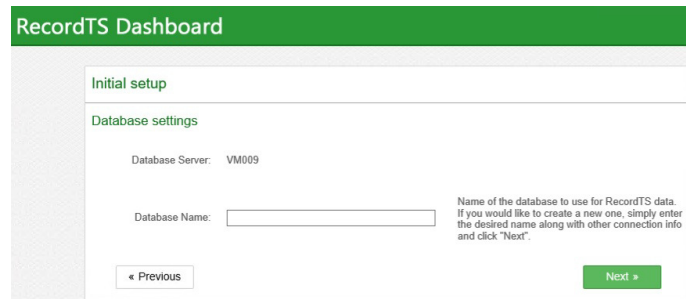 RecordTS Dashboard
Initial setup
Database settings
Database Server: VM009
Database Name:
Name of the database to use for RecordTS data.
If you would like to create a new one, simply enter
the desired name along with other connection info
and click "Next".
« Previous
Next »